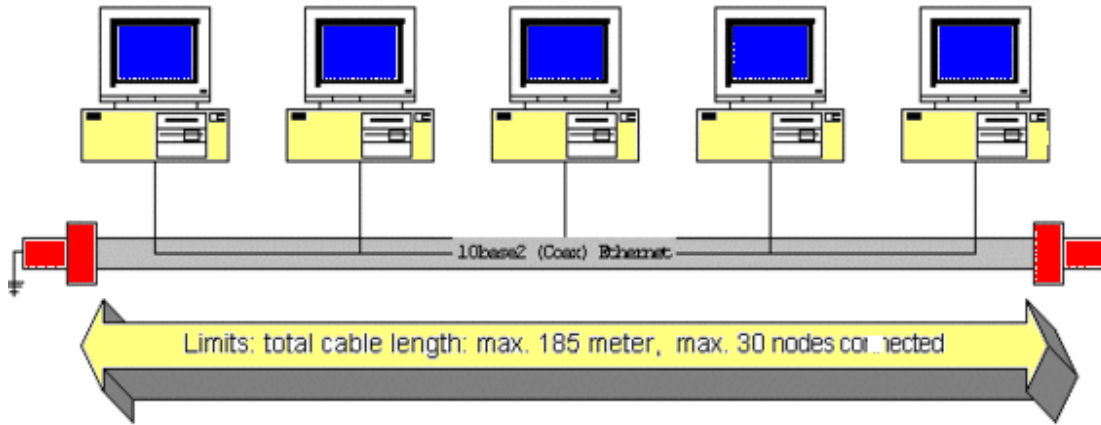 10base2 (Coax) Ethernet
Limits: total cable length: max. 185 meter, max. 30 nodes connected